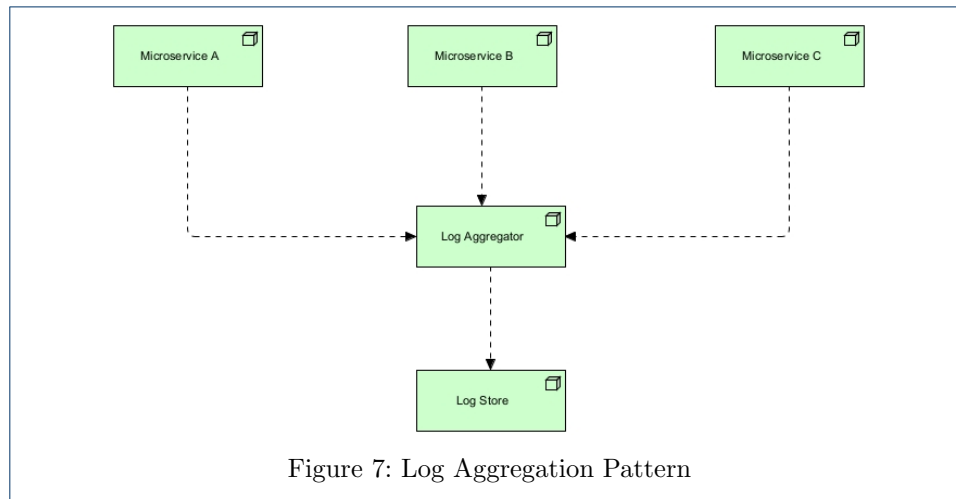 Microservice A
Microservice B
Microservice C
Log Aggregator
Log Store
Figure 7: Log Aggregation Pattern